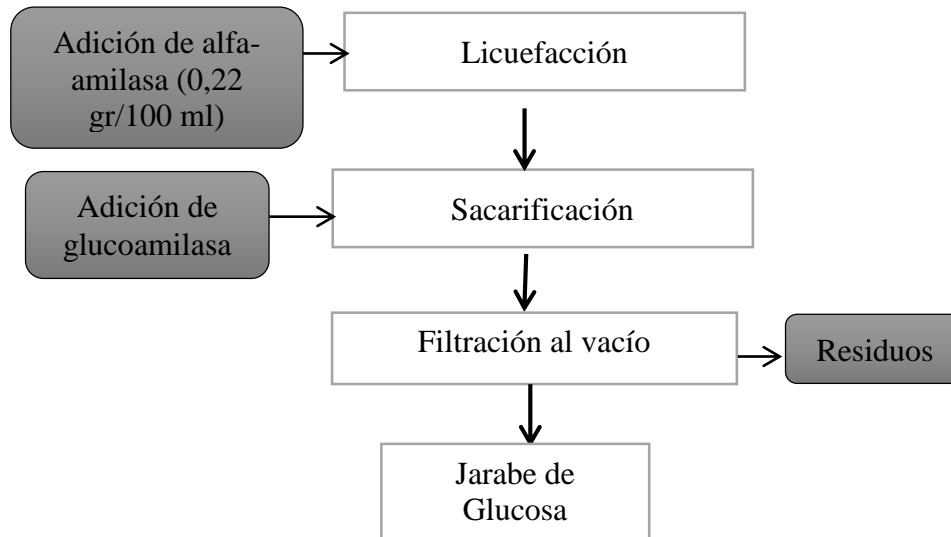 Adición de alfa-
amilasa (0,22
gr/100 ml)
Licuefacción
Adición de
glucoamilasa
Sacarificación
Filtración al vacío
Residuos
Jarabe de
Glucosa